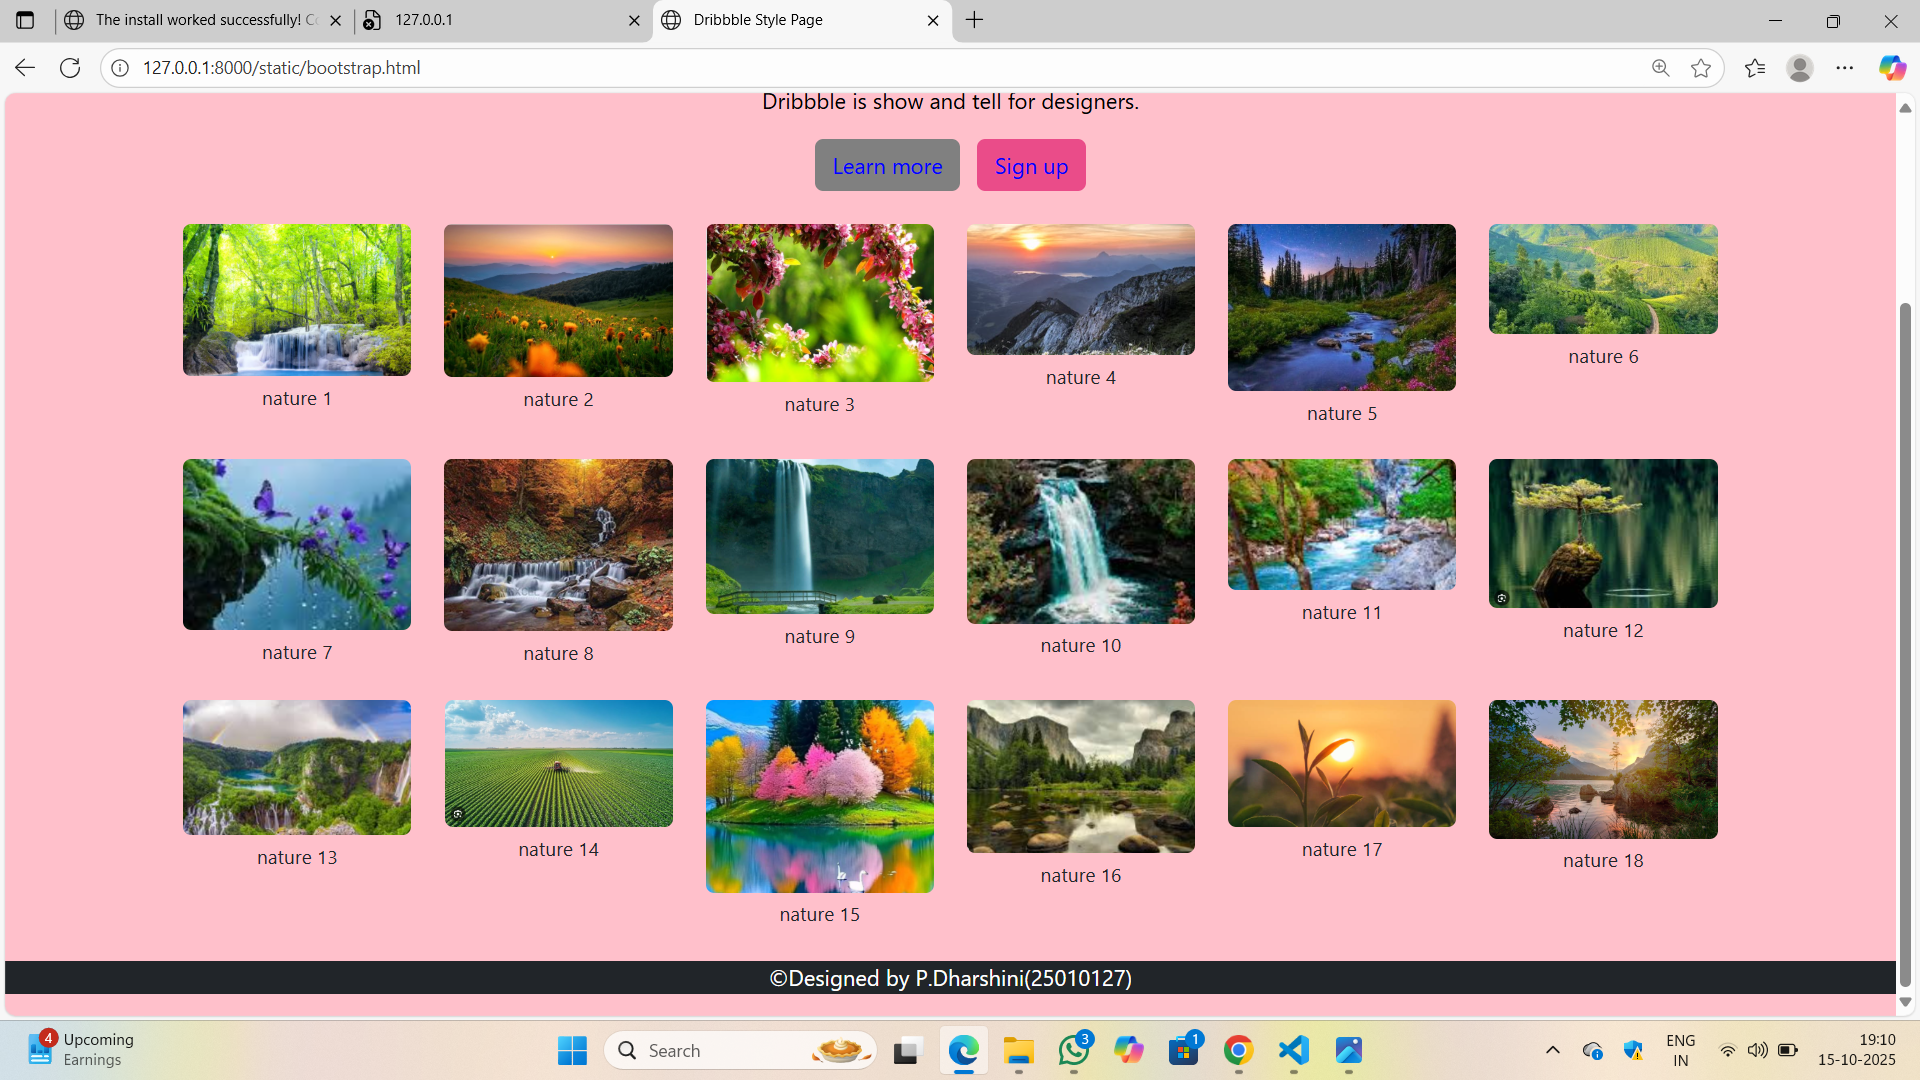 The install worked successfully! Co
127.0.0.1
Dribbble Style Page
127.0.0.1:8000/static/bootstrap.html
Dribbble is show and tell for designers.
Learn more
Sign up
nature 1
nature 2
nature 3
nature 4
nature 5
nature 6
nature 7
nature 8
nature 9
nature 10
nature 11
nature 12
nature 13
nature 14
nature 15
nature 16
nature 17
nature 18
©Designed by P.Dharshini(25010127)
4
Upcoming
Earnings
Search
3
1
ENG
IN
19:10
15-10-2025